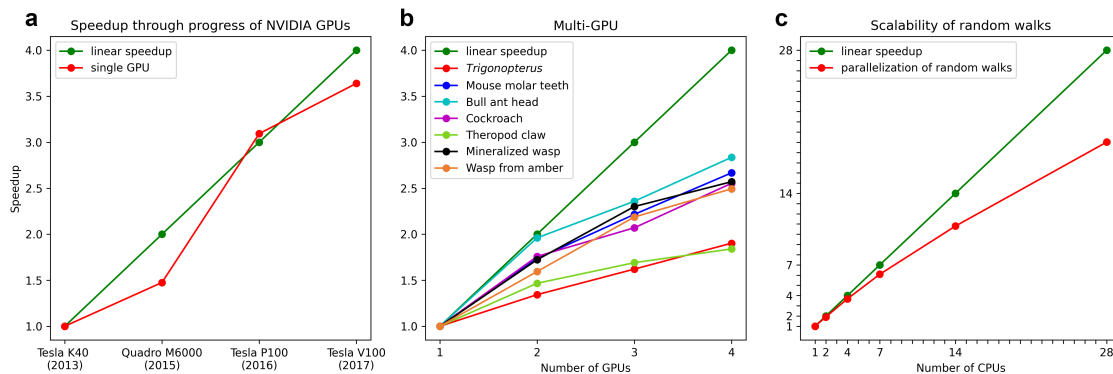 a
Speedup through progress of NVIDIA GPUs
linear speedup
single GPU
Speedup
4.0
3.5
3.0
2.5
2.0
1.5
1.0
Tesla K40
(2013)
Quadro M6000
(2015)
Tesla P100
(2016)
Tesla V100
(2017)
b
Multi-GPU
linear speedup
Trigonopterus
Mouse molar teeth
Bull ant head
Cockroach
Theropod claw
Mineralized wasp
Wasp from amber
4.0
3.5
3.0
2.5
2.0
1.5
1.0
1 2 3 4
Number of GPUs
c
Scalability of random walks
linear speedup
parallelization of random walks
28
14
7
4
2
1
1 2 4 7 14 28
Number of CPUs